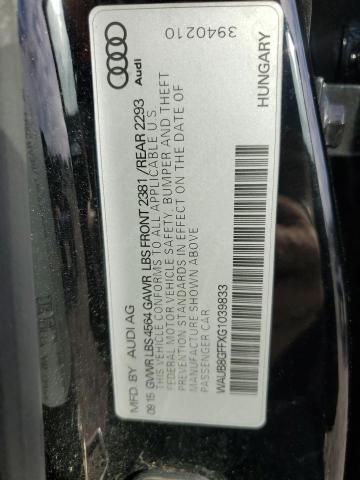 MFD. BY AUDI AG
09.15 GVWR LBS 4564 GAWR LBS FRONT 2381 /REAR 2293
THIS VEHICLE CONFORMS TO ALL APPLICABLE U.S.
FEDERAL MOTOR VEHICLE SAFETY, BUMPER AND THEFT
PREVENTION STANDARDS IN EFFECT ON THE DATE OF
MANUFACTURE SHOWN ABOVE
PASSENGER CAR
WAUB8GFFXG1039833
HUNGARY
Audi
3940210